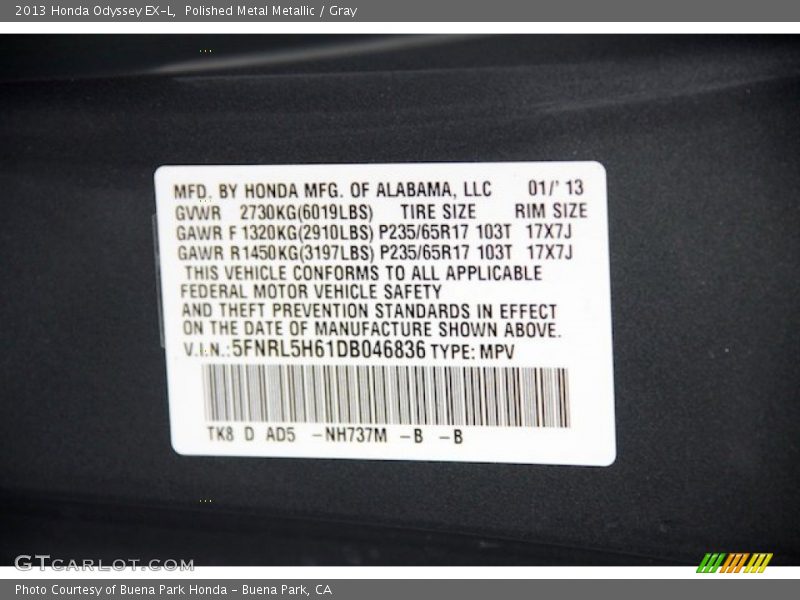 2013 Honda Odyssey EX-L, Polished Metal Metallic / Gray
MFD. BY HONDA MFG. OF ALABAMA, LLC 01/' 13
GVWR 2730KG(6019LBS) TIRE SIZE RIM SIZE
GAWR F 1320KG(2910LBS) P235/65R17 103T 17X7J
GAWR R1450KG(3197LBS) P235/65R17 103T 17X7J
THIS VEHICLE CONFORMS TO ALL APPLICABLE
FEDERAL MOTOR VEHICLE SAFETY
AND THEFT PREVENTION STANDARDS IN EFFECT
ON THE DATE OF MANUFACTURE SHOWN ABOVE.
V.I.N.:5FNRL5H61DB046836 TYPE: MPV
TK8 D AD5 -NH737M -B -B
GTCARLOT.COM
Photo Courtesy of Buena Park Honda - Buena Park, CA